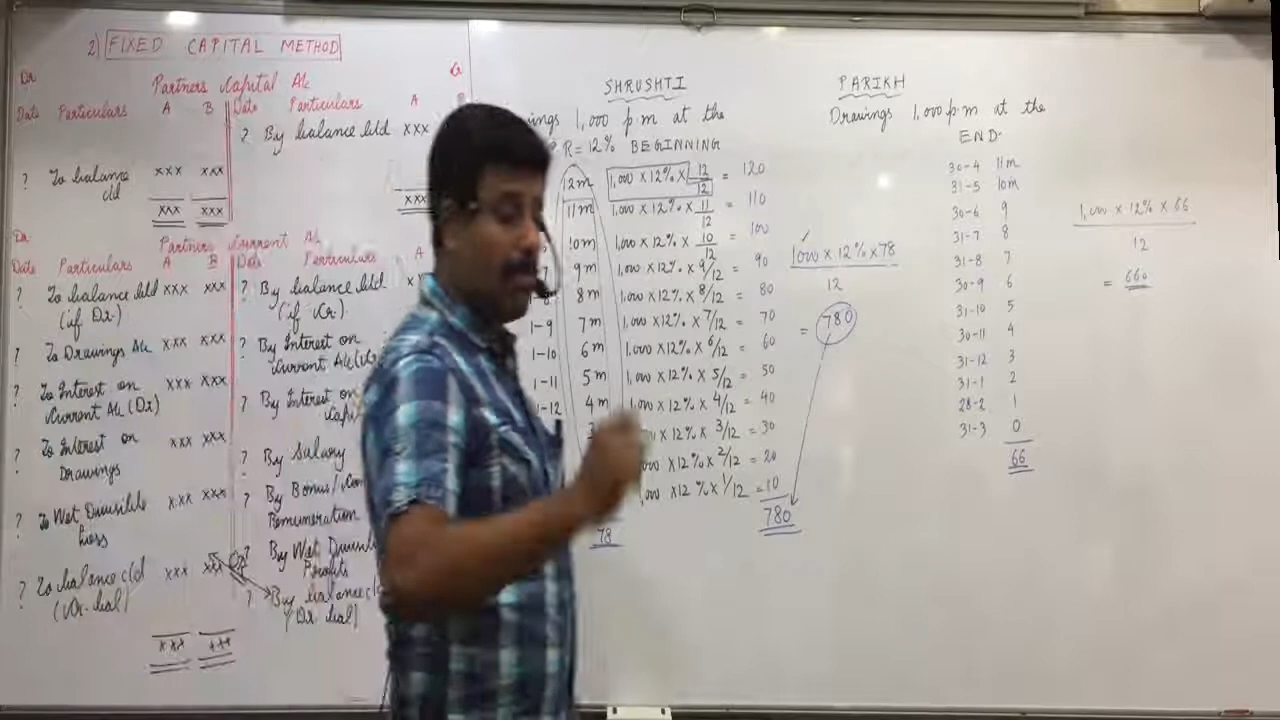 2) FIXED CAPITAL METHOD
Dr
Partners Capital A/c
Cr
Date Particulars A B Date Particulars A
? By balance b/d xxx
? To balance c/d xxx xxx
xxx xxx xxx
Dr
Partners Current A/c
Date Particulars A B Date Particulars A
? To balance b/d xxx xxx
(if Dr.)
? To Drawings A/c xxx xxx
? To Interest on xxx xxx
Current A/c (Dr)
? To Interest on xxx xxx
Drawings
? To Net Divisible xxx xxx
Loss
? To balance c/d xxx xxx
(Cr. bal)
xxx xxx
? By balance b/d
(if Cr.)
? By Interest on
Current A/c
? By Interest on
? By Salary
? By Bonus/
Remuneration
? By Net
Profits
? By balance c/d
(Dr. bal)
SHRUSHTI
1,000 p.m at the
R = 12% BEGINNING
12m 1,000 x 12% x 12/12 = 120
11m 1,000 x 12% x 11/12 = 110
10m 1,000 x 12% x 10/12 = 100
9m 1,000 x 12% x 9/12 = 90
8m 1,000 x 12% x 8/12 = 80
1-9 7m 1,000 x 12% x 7/12 = 70
1-10 6m 1,000 x 12% x 6/12 = 60
1-11 5m 1,000 x 12% x 5/12 = 50
1-12 4m 1,000 x 12% x 4/12 = 40
x 12% x 3/12 = 30
x 12% x 2/12 = 20
1,000 x 12% x 1/12 = 10
78 780
1000 x 12% x 78
12
= 780
PARIKH
Drawings 1,000 p.m at the
END.
30-4 11m
31-5 10m
30-6 9
31-7 8
31-8 7
30-9 6
31-10 5
30-11 4
31-12 3
31-1 2
28-2 1
31-3 0
66
1,000 x 12% x 66
12
= 660